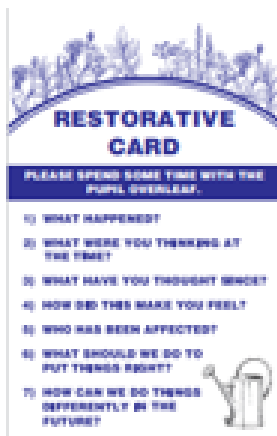 RESTORATIVE
CARD
PLEASE SPEND SOME TIME WITH THE
PUPIL OVERLEAF.
1) WHAT HAPPENED?
2) WHAT WERE YOU THINKING AT
THE TIME?
3) WHAT HAVE YOU THOUGHT SINCE?
4) HOW DID THIS MAKE YOU FEEL?
5) WHO HAS BEEN AFFECTED?
6) WHAT SHOULD WE DO TO
PUT THINGS RIGHT?
7) HOW CAN WE DO THINGS
DIFFERENTLY IN THE
FUTURE?